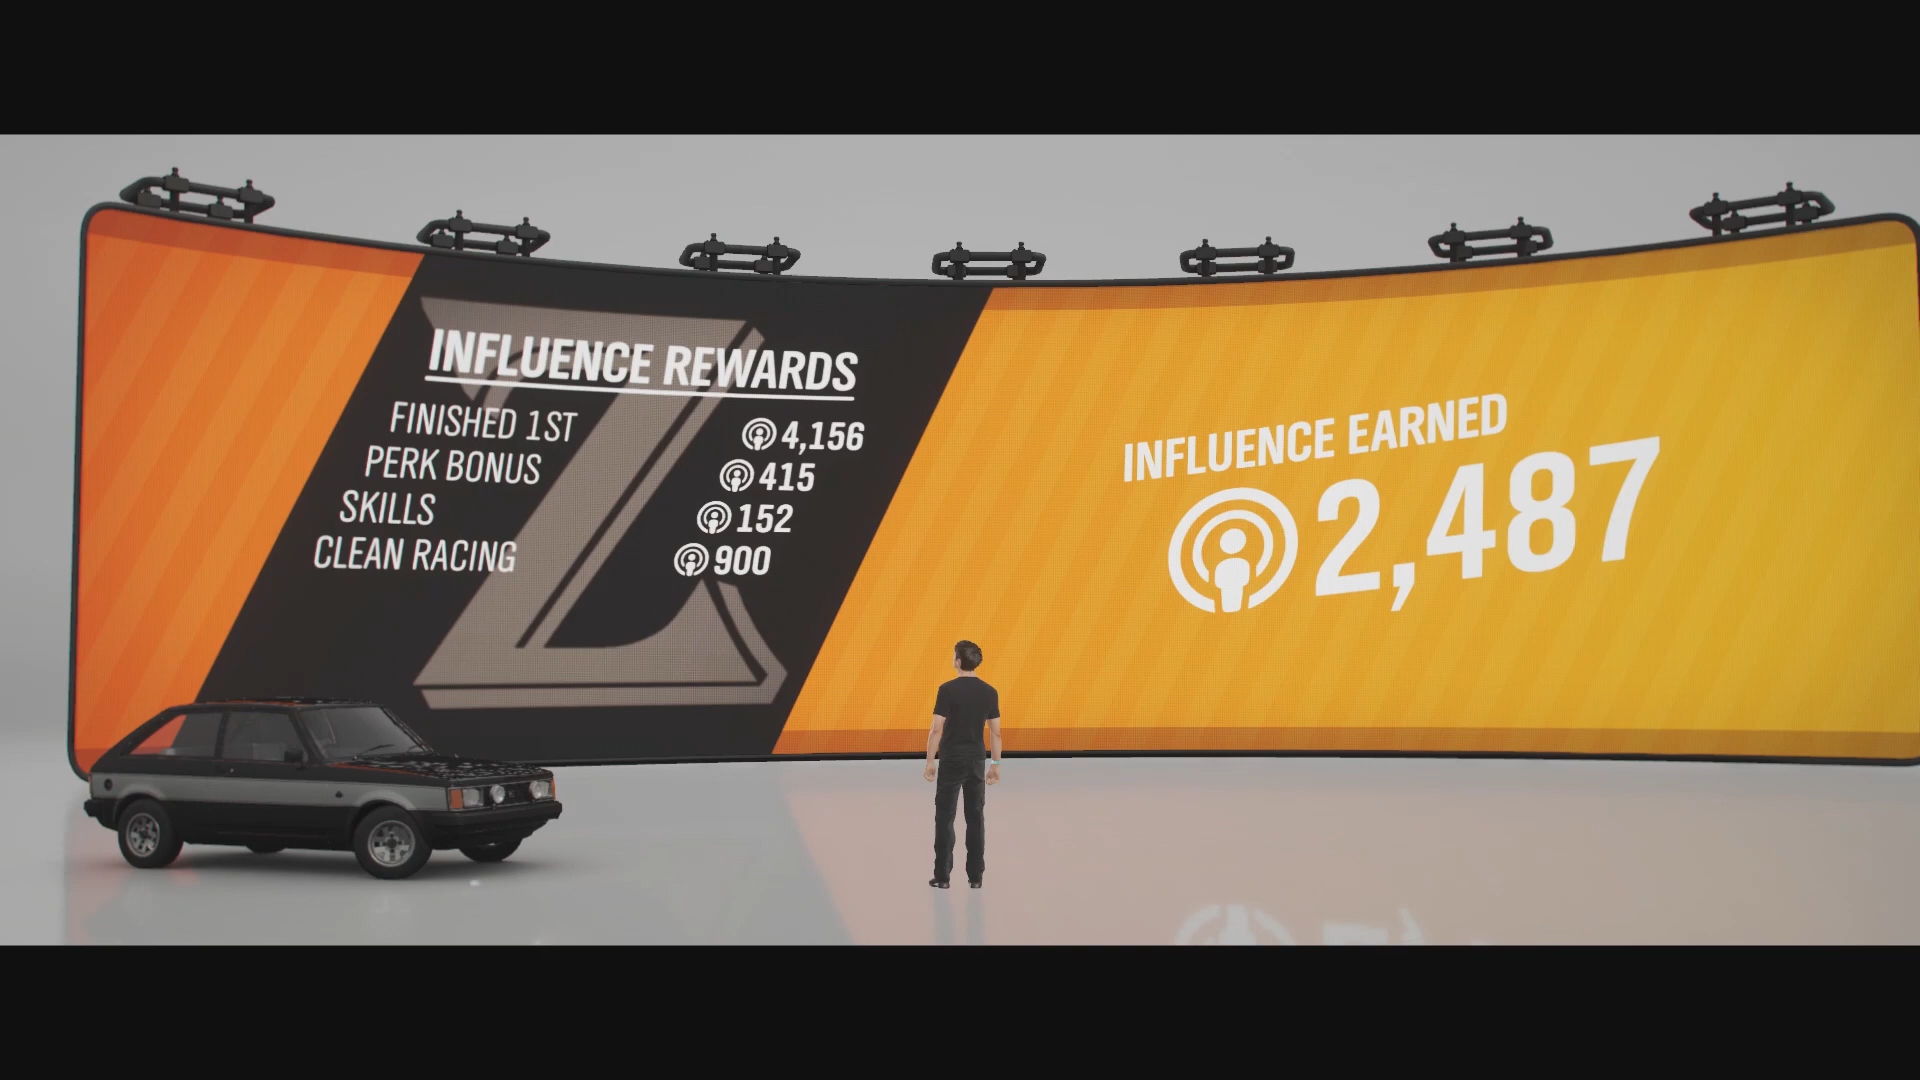 INFLUENCE REWARDS
FINISHED 1ST 4,156
PERK BONUS 415
SKILLS 152
CLEAN RACING 900
INFLUENCE EARNED
2,487